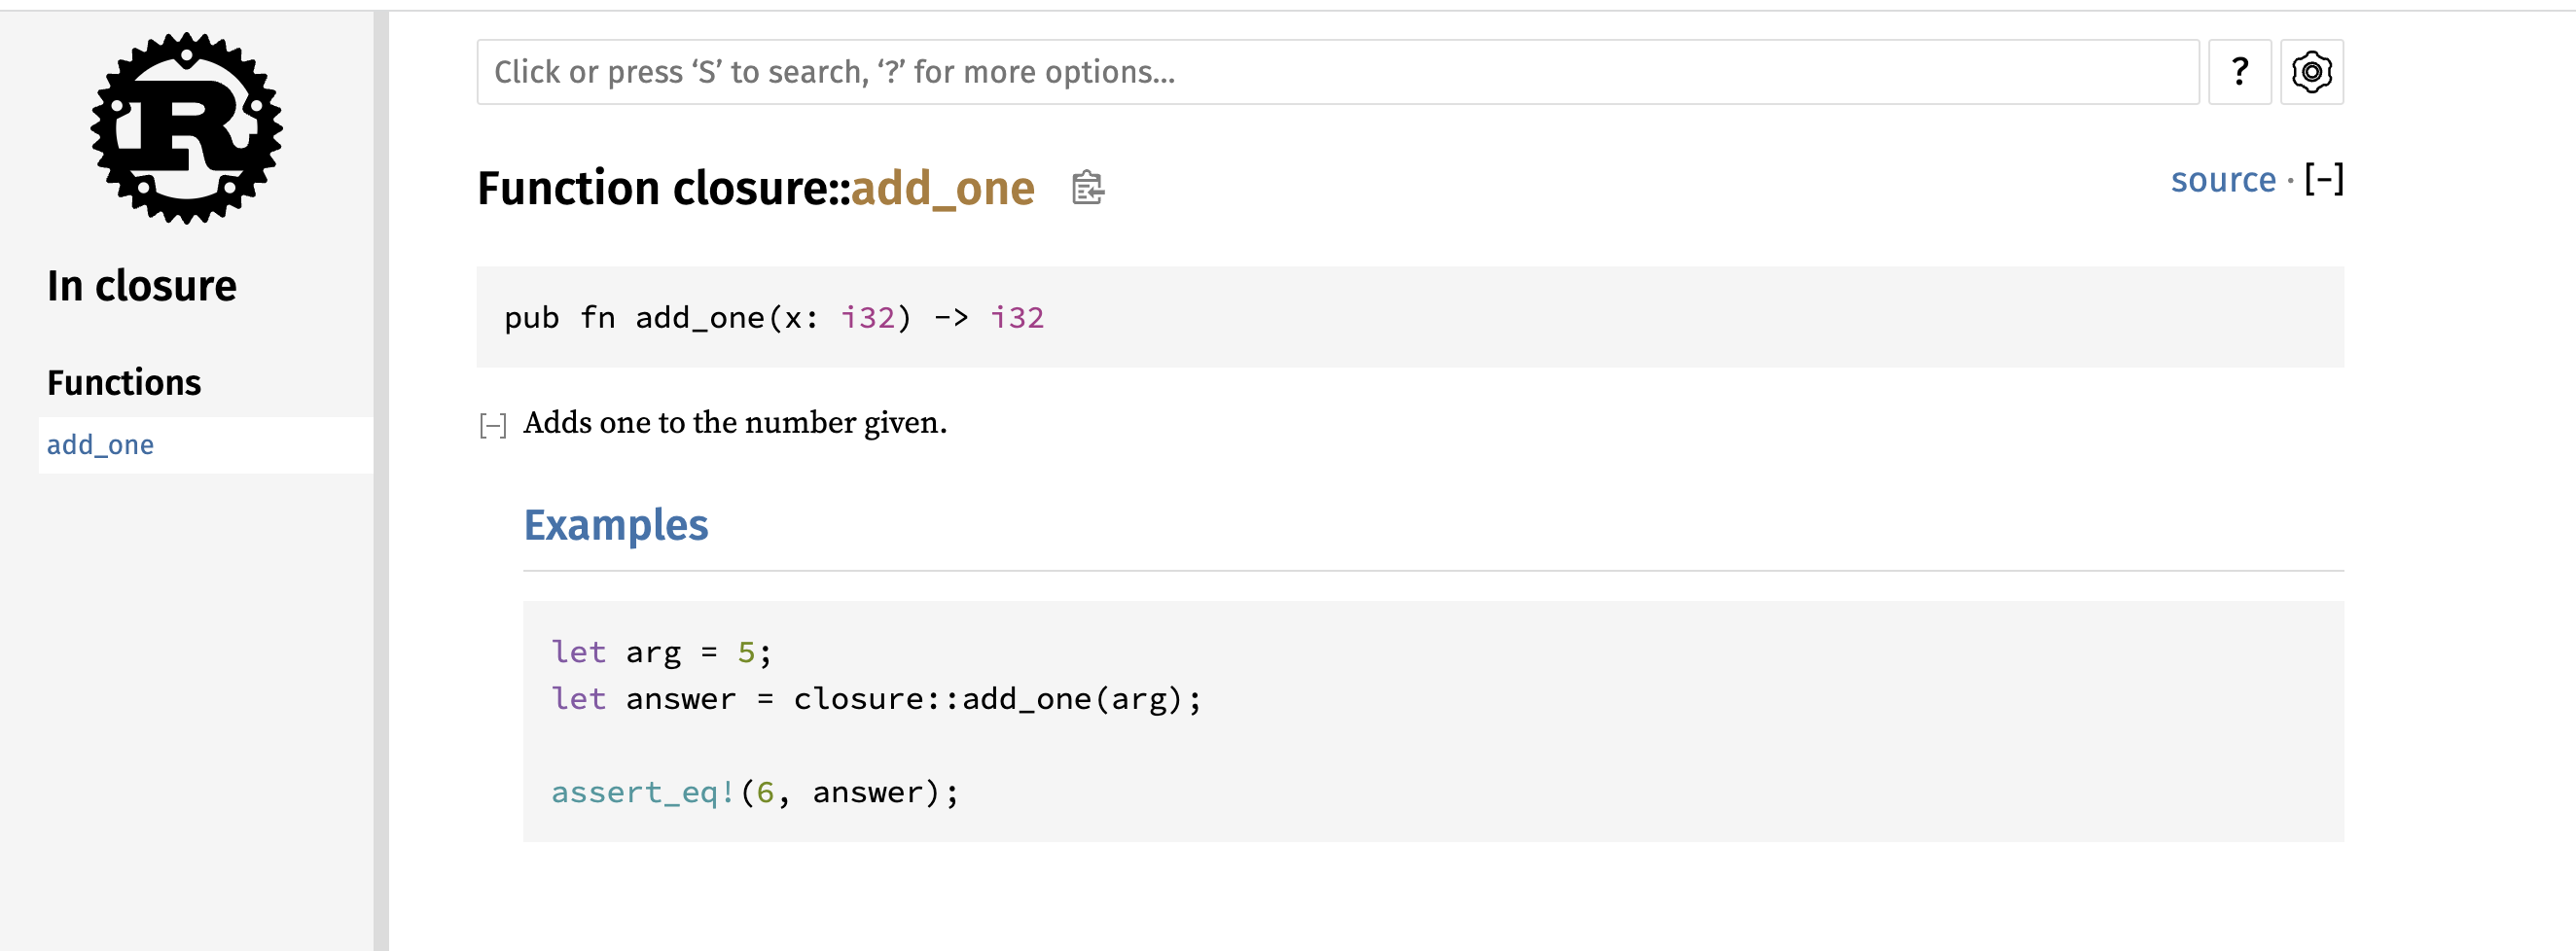 Click or press ‘S’ to search, ‘?’ for more options...
?
R
In closure
Functions
add_one
Function closure::add_one
source · [-]
pub fn add_one(x: i32) -> i32
[-] Adds one to the number given.
Examples
let arg = 5;
let answer = closure::add_one(arg);
assert_eq!(6, answer);